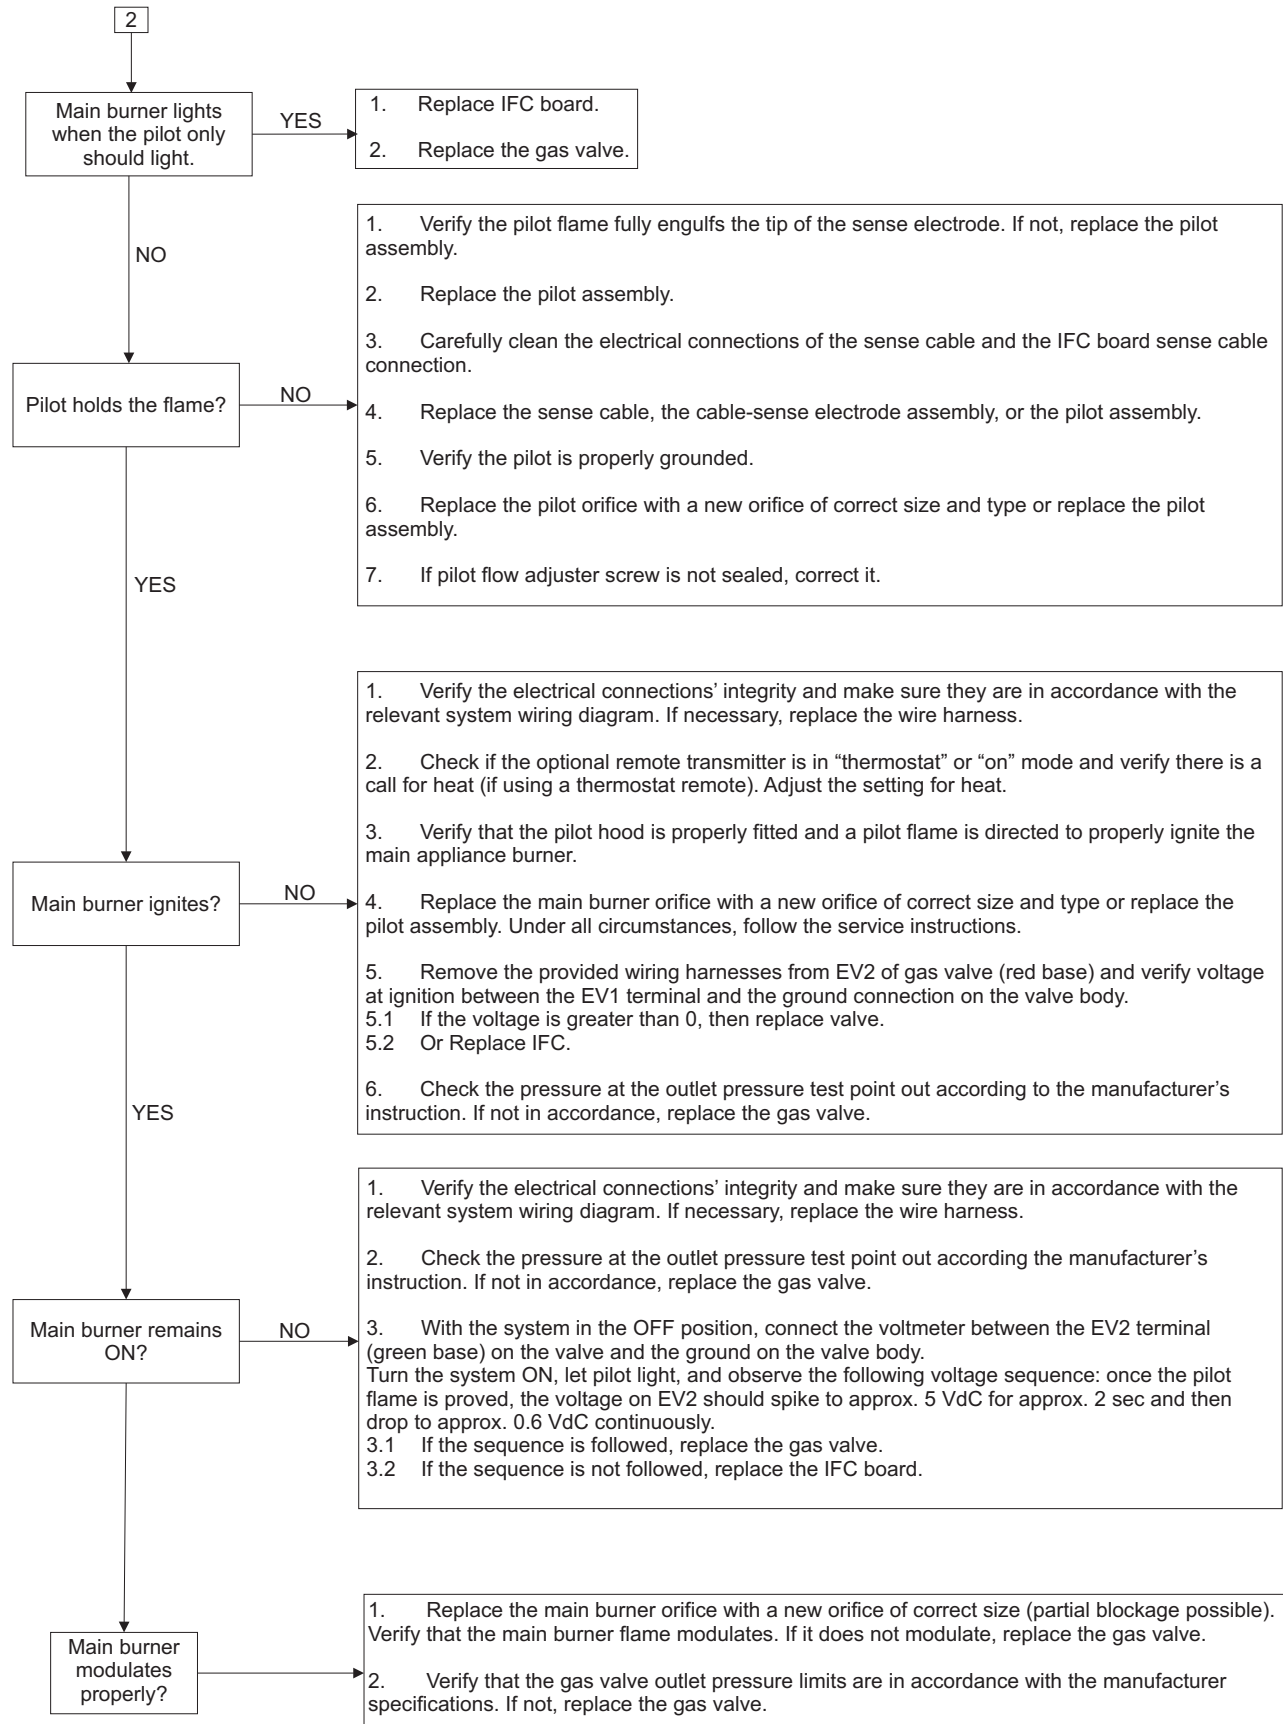 2
Main burner lights
when the pilot only
should light.
YES
1. Replace IFC board.
2. Replace the gas valve.
NO
1. Verify the pilot flame fully engulfs the tip of the sense electrode. If not, replace the pilot
assembly.
2. Replace the pilot assembly.
3. Carefully clean the electrical connections of the sense cable and the IFC board sense cable
connection.
4. Replace the sense cable, the cable-sense electrode assembly, or the pilot assembly.
5. Verify the pilot is properly grounded.
6. Replace the pilot orifice with a new orifice of correct size and type or replace the pilot
assembly.
7. If pilot flow adjuster screw is not sealed, correct it.
Pilot holds the flame?
NO
YES
1. Verify the electrical connections’ integrity and make sure they are in accordance with the
relevant system wiring diagram. If necessary, replace the wire harness.
2. Check if the optional remote transmitter is in “thermostat” or “on” mode and verify there is a
call for heat (if using a thermostat remote). Adjust the setting for heat.
3. Verify that the pilot hood is properly fitted and a pilot flame is directed to properly ignite the
main appliance burner.
4. Replace the main burner orifice with a new orifice of correct size and type or replace the
pilot assembly. Under all circumstances, follow the service instructions.
5. Remove the provided wiring harnesses from EV2 of gas valve (red base) and verify voltage
at ignition between the EV1 terminal and the ground connection on the valve body.
5.1 If the voltage is greater than 0, then replace valve.
5.2 Or Replace IFC.
6. Check the pressure at the outlet pressure test point out according to the manufacturer’s
instruction. If not in accordance, replace the gas valve.
Main burner ignites?
NO
YES
1. Verify the electrical connections’ integrity and make sure they are in accordance with the
relevant system wiring diagram. If necessary, replace the wire harness.
2. Check the pressure at the outlet pressure test point out according the manufacturer’s
instruction. If not in accordance, replace the gas valve.
3. With the system in the OFF position, connect the voltmeter between the EV2 terminal
(green base) on the valve and the ground on the valve body.
Turn the system ON, let pilot light, and observe the following voltage sequence: once the pilot
flame is proved, the voltage on EV2 should spike to approx. 5 VdC for approx. 2 sec and then
drop to approx. 0.6 VdC continuously.
3.1 If the sequence is followed, replace the gas valve.
3.2 If the sequence is not followed, replace the IFC board.
Main burner remains
ON?
NO
Main burner
modulates
properly?
1. Replace the main burner orifice with a new orifice of correct size (partial blockage possible).
Verify that the main burner flame modulates. If it does not modulate, replace the gas valve.
2. Verify that the gas valve outlet pressure limits are in accordance with the manufacturer
specifications. If not, replace the gas valve.